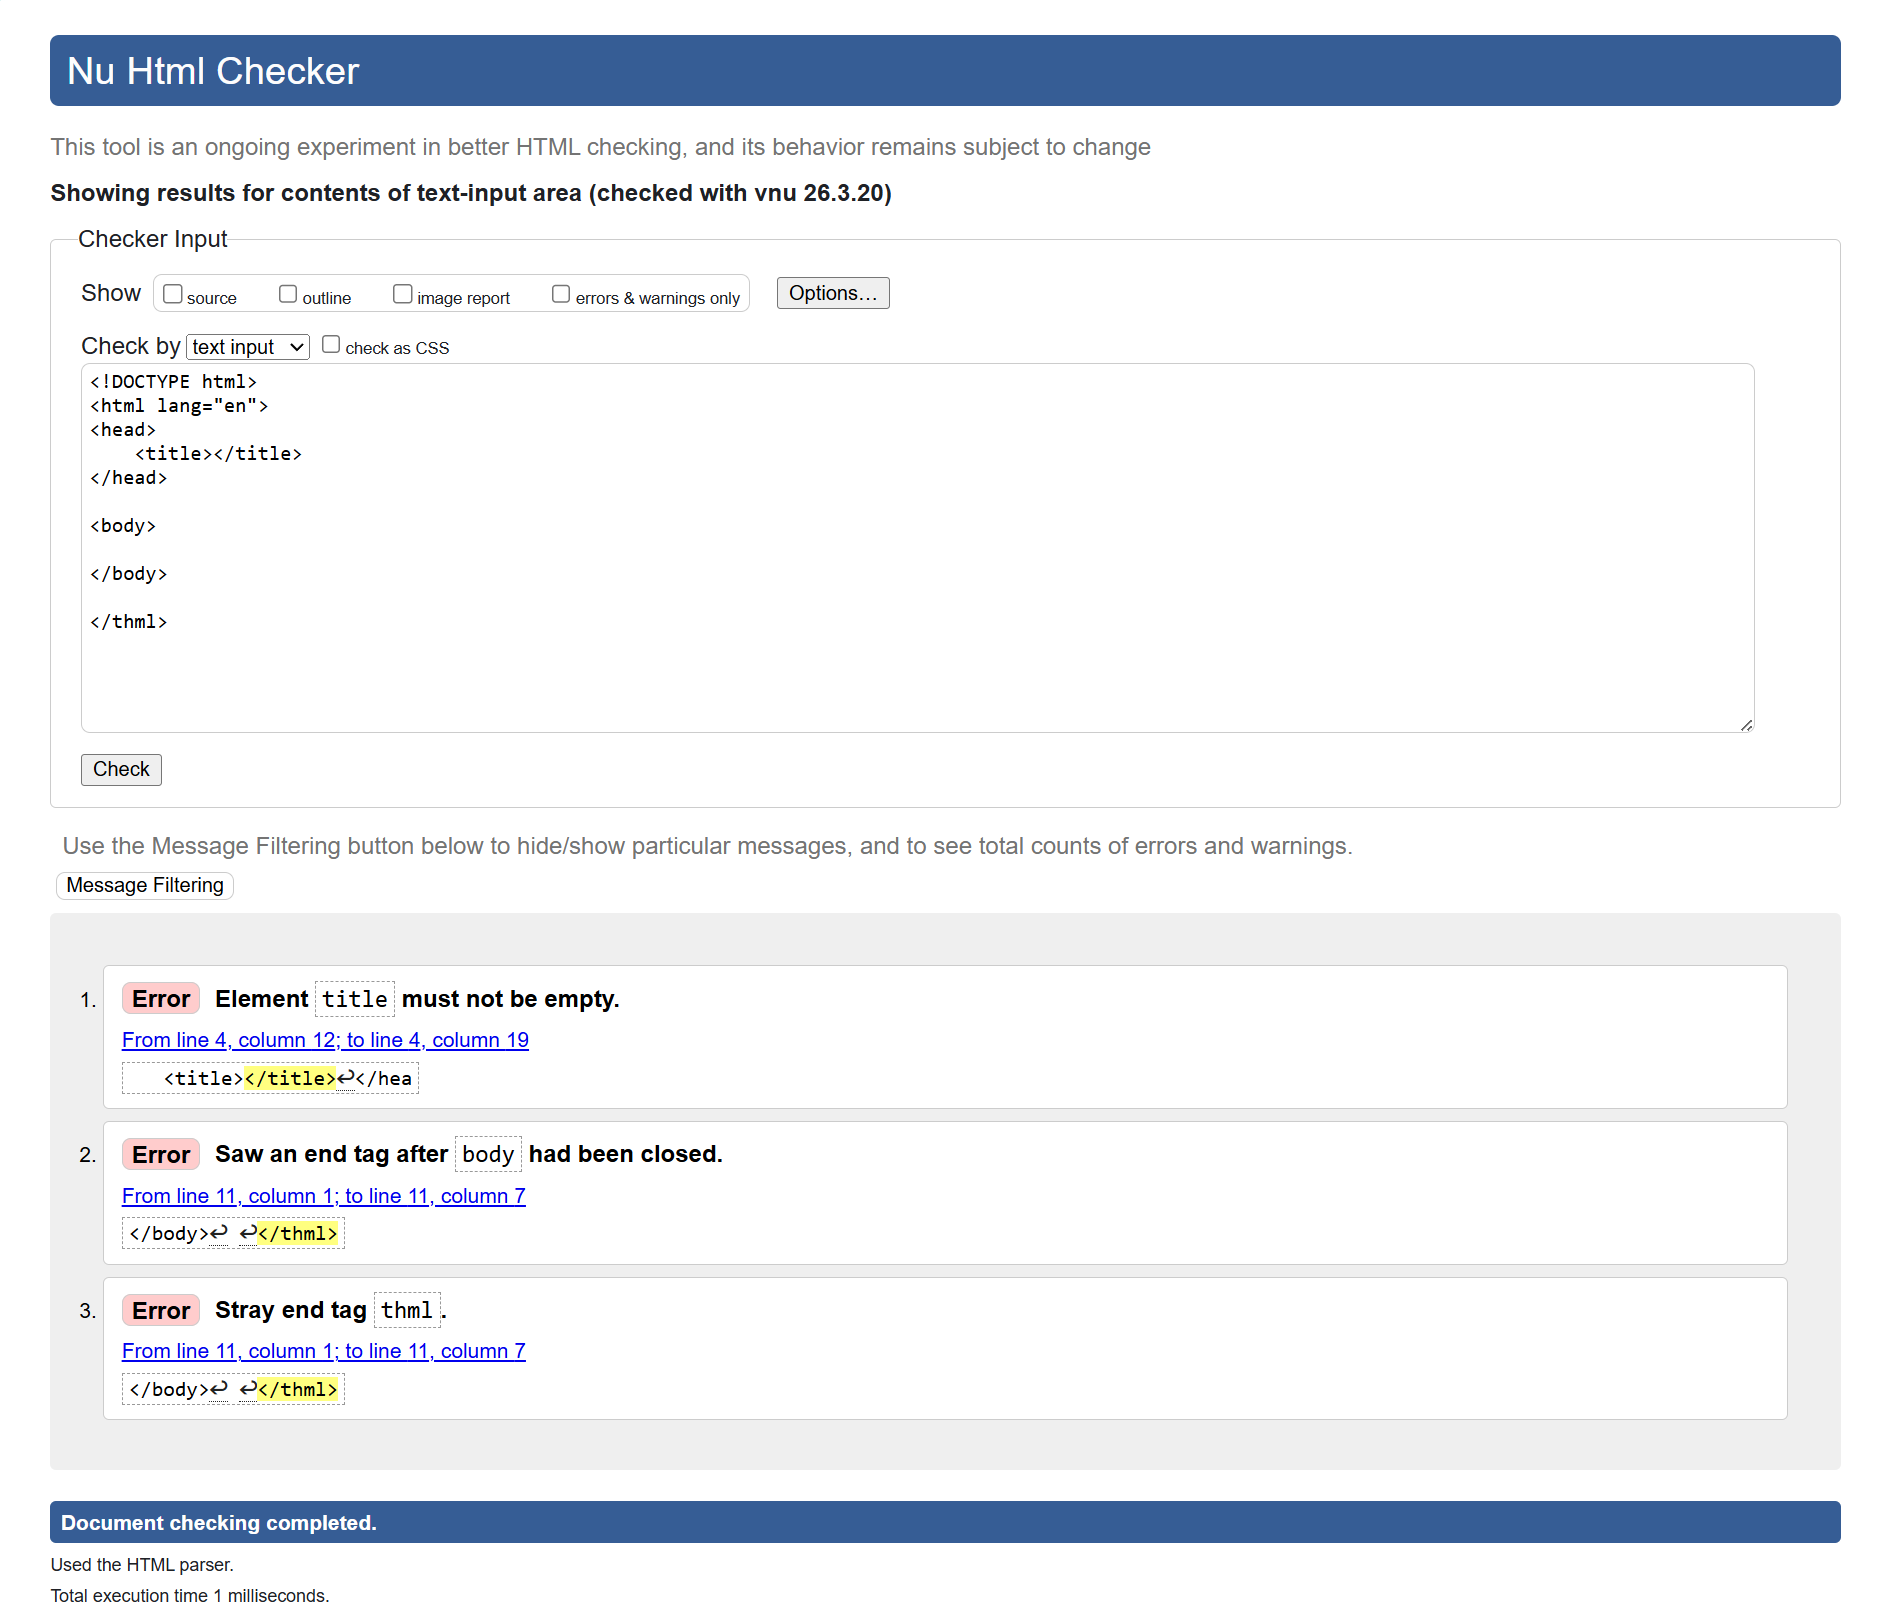 Nu Html Checker
This tool is an ongoing experiment in better HTML checking, and its behavior remains subject to change
Showing results for contents of text-input area (checked with vnu 26.3.20)
Checker Input
Show source outline image report errors & warnings only Options...
Check by text input check as CSS
<!DOCTYPE html>
<html lang="en">
<head>
    <title></title>
</head>
<body>
</body>
</thml>
Check
Use the Message Filtering button below to hide/show particular messages, and to see total counts of errors and warnings.
Message Filtering
1. Error Element title must not be empty.
From line 4, column 12; to line 4, column 19
<title></title>↩</hea
2. Error Saw an end tag after body had been closed.
From line 11, column 1; to line 11, column 7
</body>↩ ↩</thml>
3. Error Stray end tag thml.
From line 11, column 1; to line 11, column 7
</body>↩ ↩</thml>
Document checking completed.
Used the HTML parser.
Total execution time 1 milliseconds.